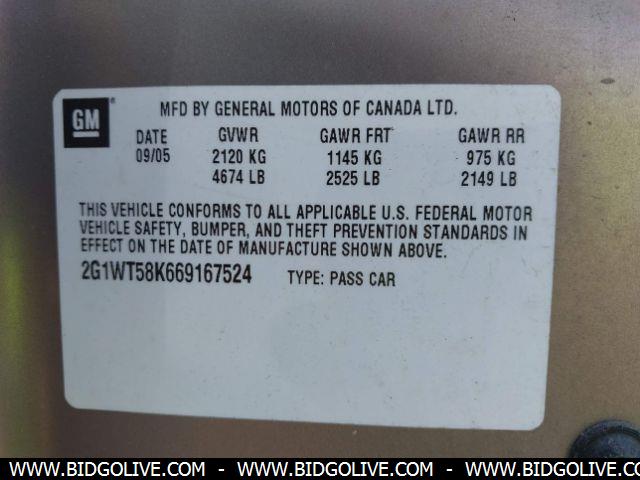 GM
MFD BY GENERAL MOTORS OF CANADA LTD.
DATE GVWR GAWR FRT GAWR RR
09/05 2120 KG 1145 KG 975 KG
4674 LB 2525 LB 2149 LB
THIS VEHICLE CONFORMS TO ALL APPLICABLE U.S. FEDERAL MOTOR
VEHICLE SAFETY, BUMPER, AND THEFT PREVENTION STANDARDS IN
EFFECT ON THE DATE OF MANUFACTURE SHOWN ABOVE.
2G1WT58K669167524 TYPE: PASS CAR
WWW.BIDGOLIVE.COM - WWW.BIDGOLIVE.COM - WWW.BIDGOLIVE.COM